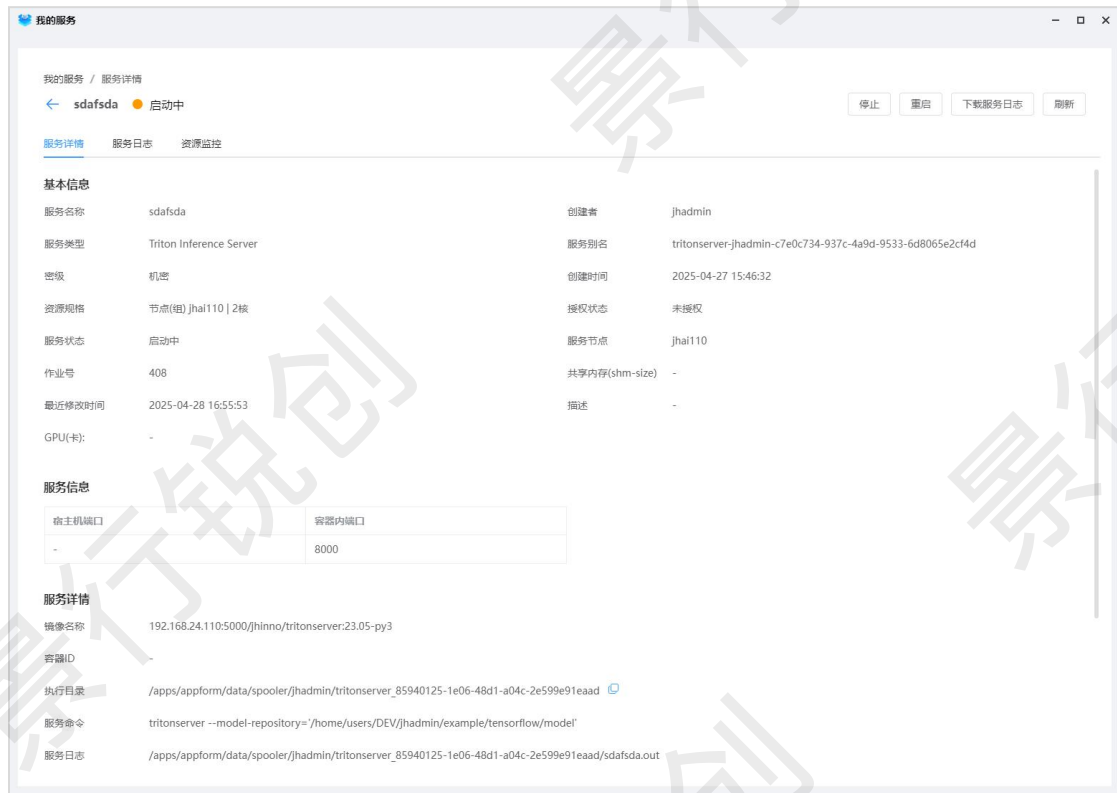 我的服务
我的服务 / 服务详情
sdafsda 启动中 停止 重启 下载服务日志 刷新
服务详情 服务日志 资源监控
基本信息
服务名称 sdafsda 创建者 jhadmin
服务类型 Triton Inference Server 服务别名 tritonserver-jhadmin-c7e0c734-937c-4a9d-9533-6d8065e2cf4d
密级 机密 创建时间 2025-04-27 15:46:32
资源规格 节点(组) jhai110 | 2核 授权状态 未授权
服务状态 启动中 服务节点 jhai110
作业号 408 共享内存(shm-size) -
最近修改时间 2025-04-28 16:55:53 描述 -
GPU(卡): -
服务信息
宿主机端口 容器内端口
- 8000
服务详情
镜像名称 192.168.24.110:5000/jhinno/tritonserver:23.05-py3
容器ID -
执行目录 /apps/appform/data/spooler/jhadmin/tritonserver_85940125-1e06-48d1-a04c-2e599e91eaad
服务命令 tritonserver --model-repository='/home/users/DEV/jhadmin/example/tensorflow/model'
服务日志 /apps/appform/data/spooler/jhadmin/tritonserver_85940125-1e06-48d1-a04c-2e599e91eaad/sdafsda.out
景行锐创